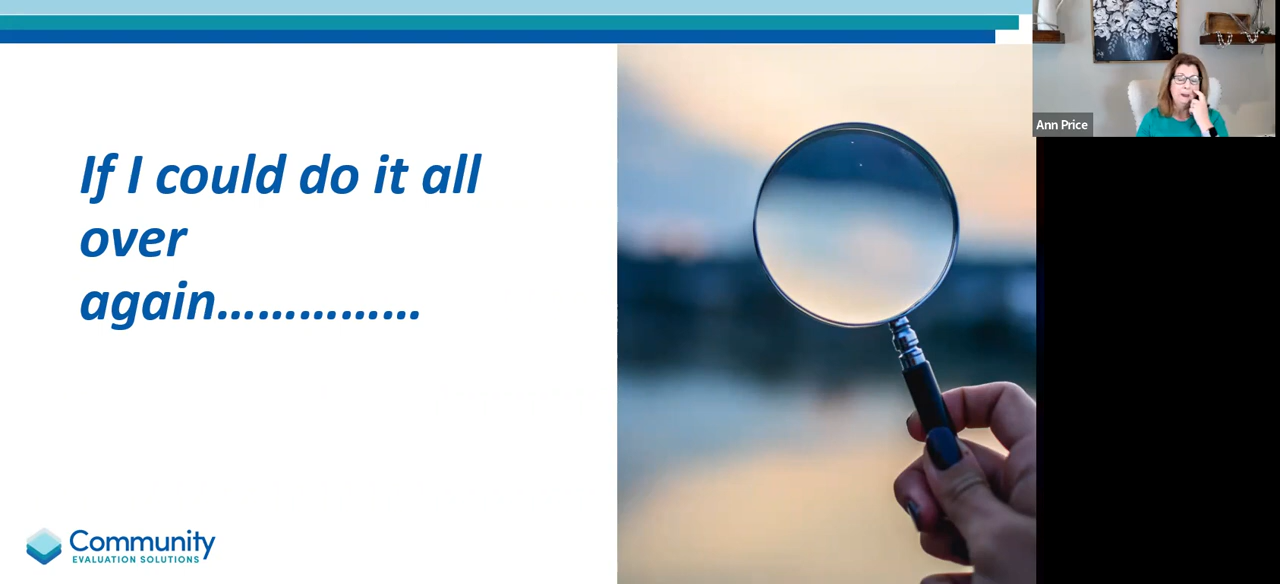 If I could do it all
over
again……………
Community
EVALUATION SOLUTIONS
Ann Price